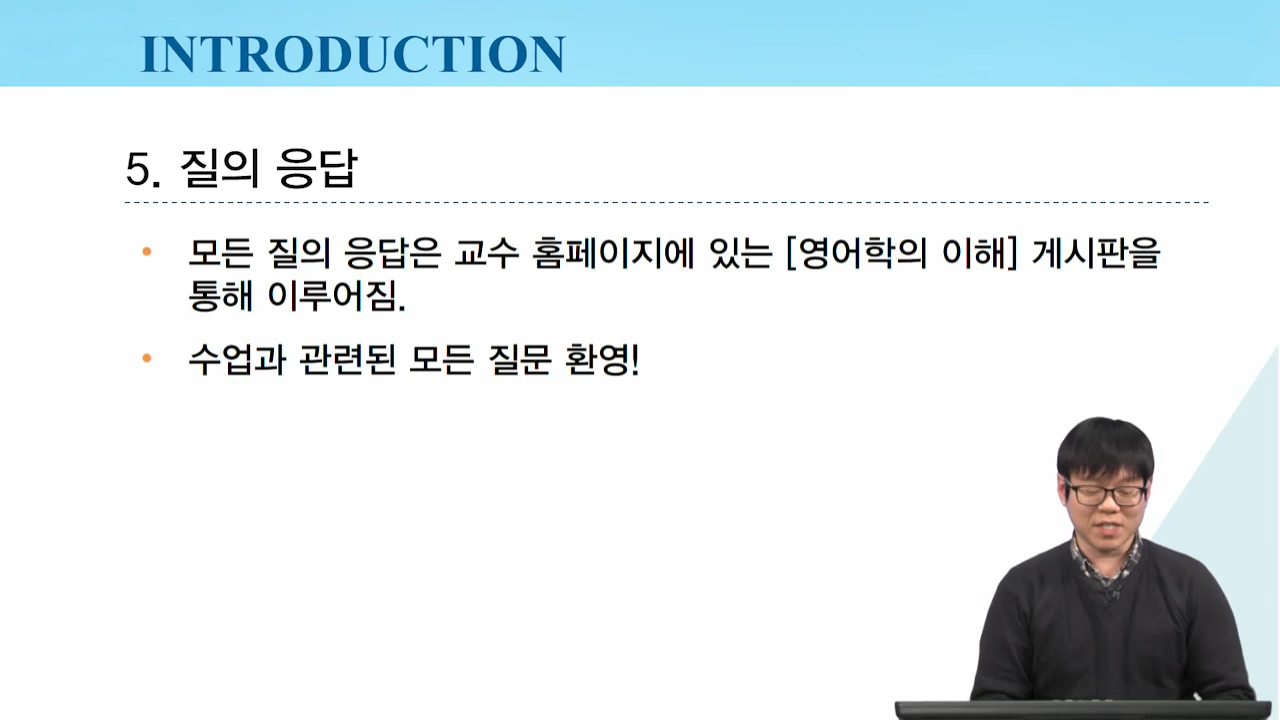 INTRODUCTION
5. 질의 응답
• 모든 질의 응답은 교수 홈페이지에 있는 [영어학의 이해] 게시판을
통해 이루어짐.
• 수업과 관련된 모든 질문 환영!